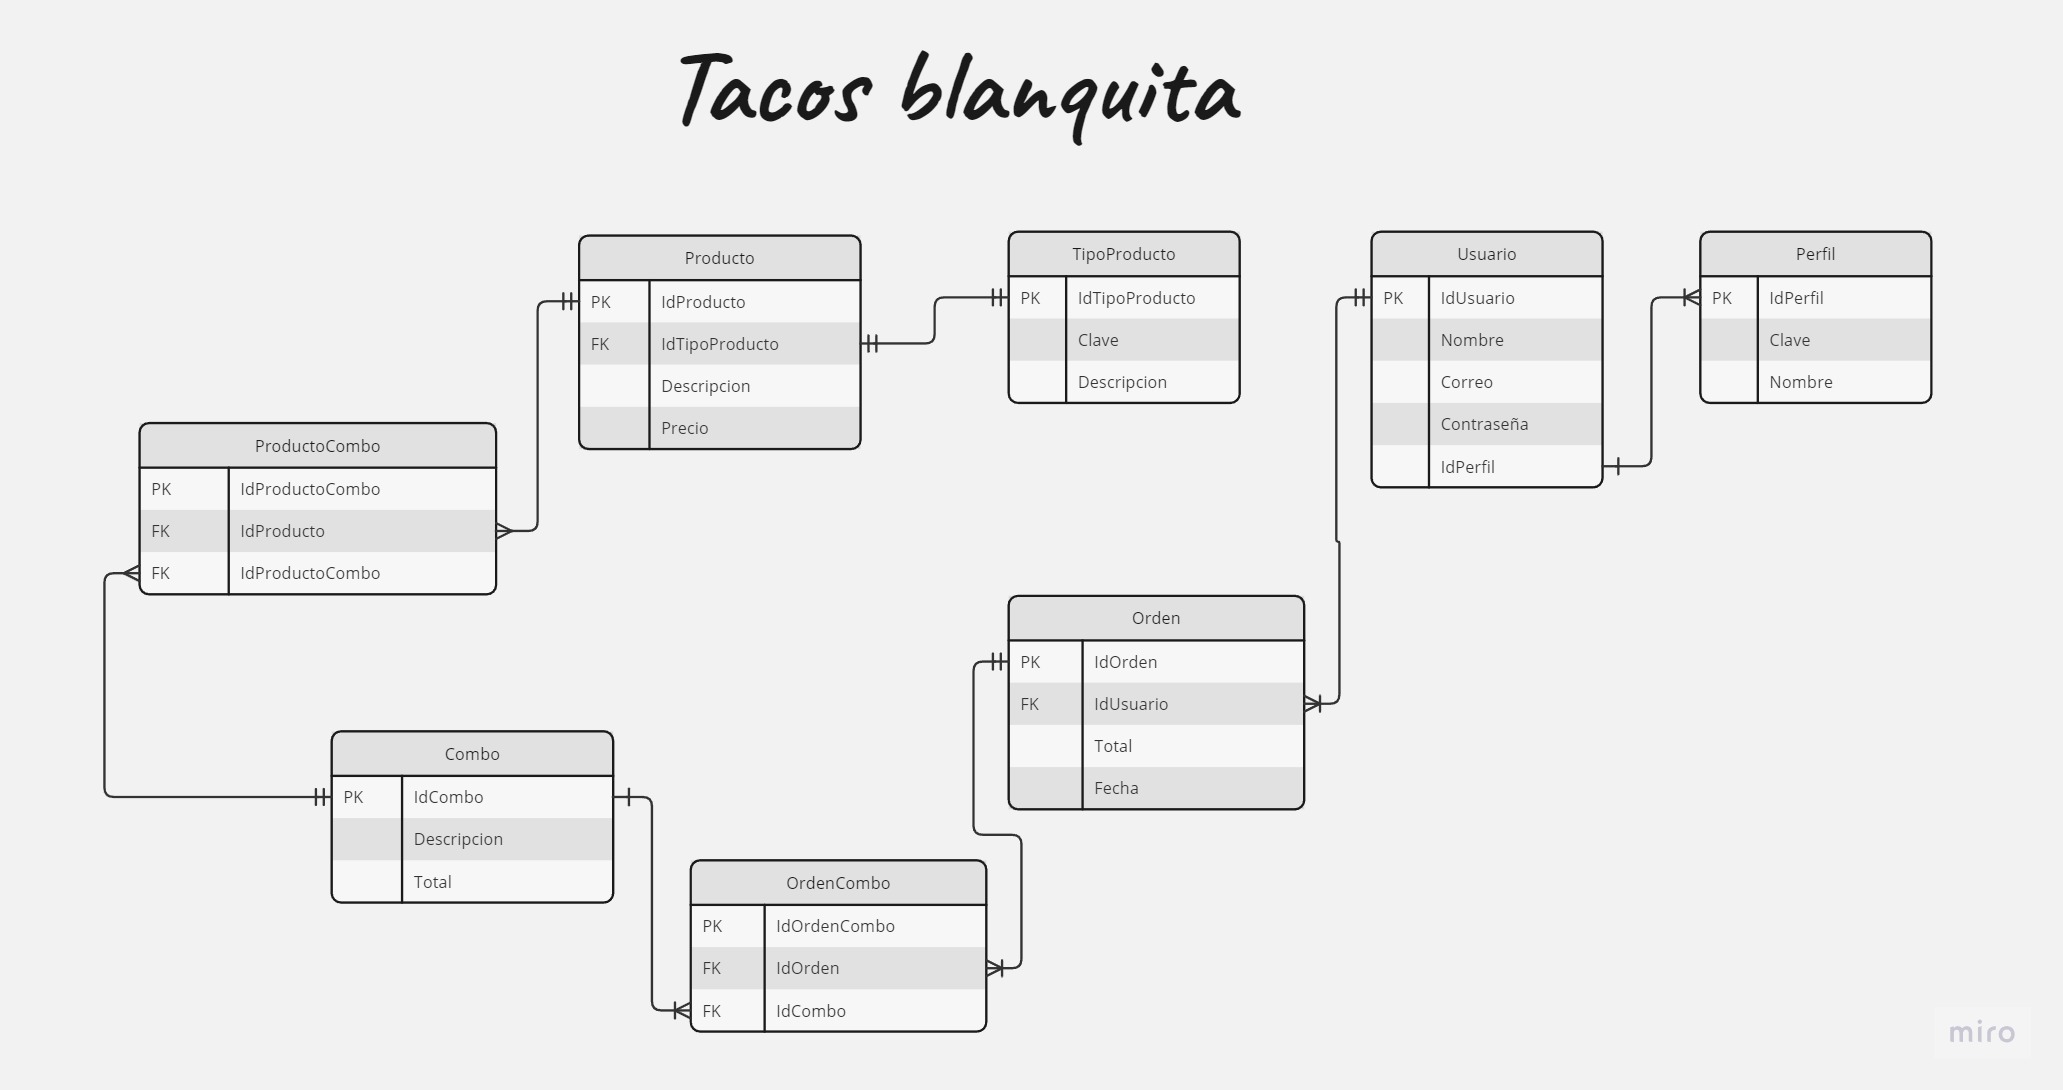 Tacos blanquita
Producto
PK IdProducto
FK IdTipoProducto
Descripcion
Precio
TipoProducto
PK IdTipoProducto
Clave
Descripcion
Usuario
PK IdUsuario
Nombre
Correo
Contraseña
IdPerfil
Perfil
PK IdPerfil
Clave
Nombre
ProductoCombo
PK IdProductoCombo
FK IdProducto
FK IdProductoCombo
Orden
PK IdOrden
FK IdUsuario
Total
Fecha
Combo
PK IdCombo
Descripcion
Total
OrdenCombo
PK IdOrdenCombo
FK IdOrden
FK IdCombo
miro